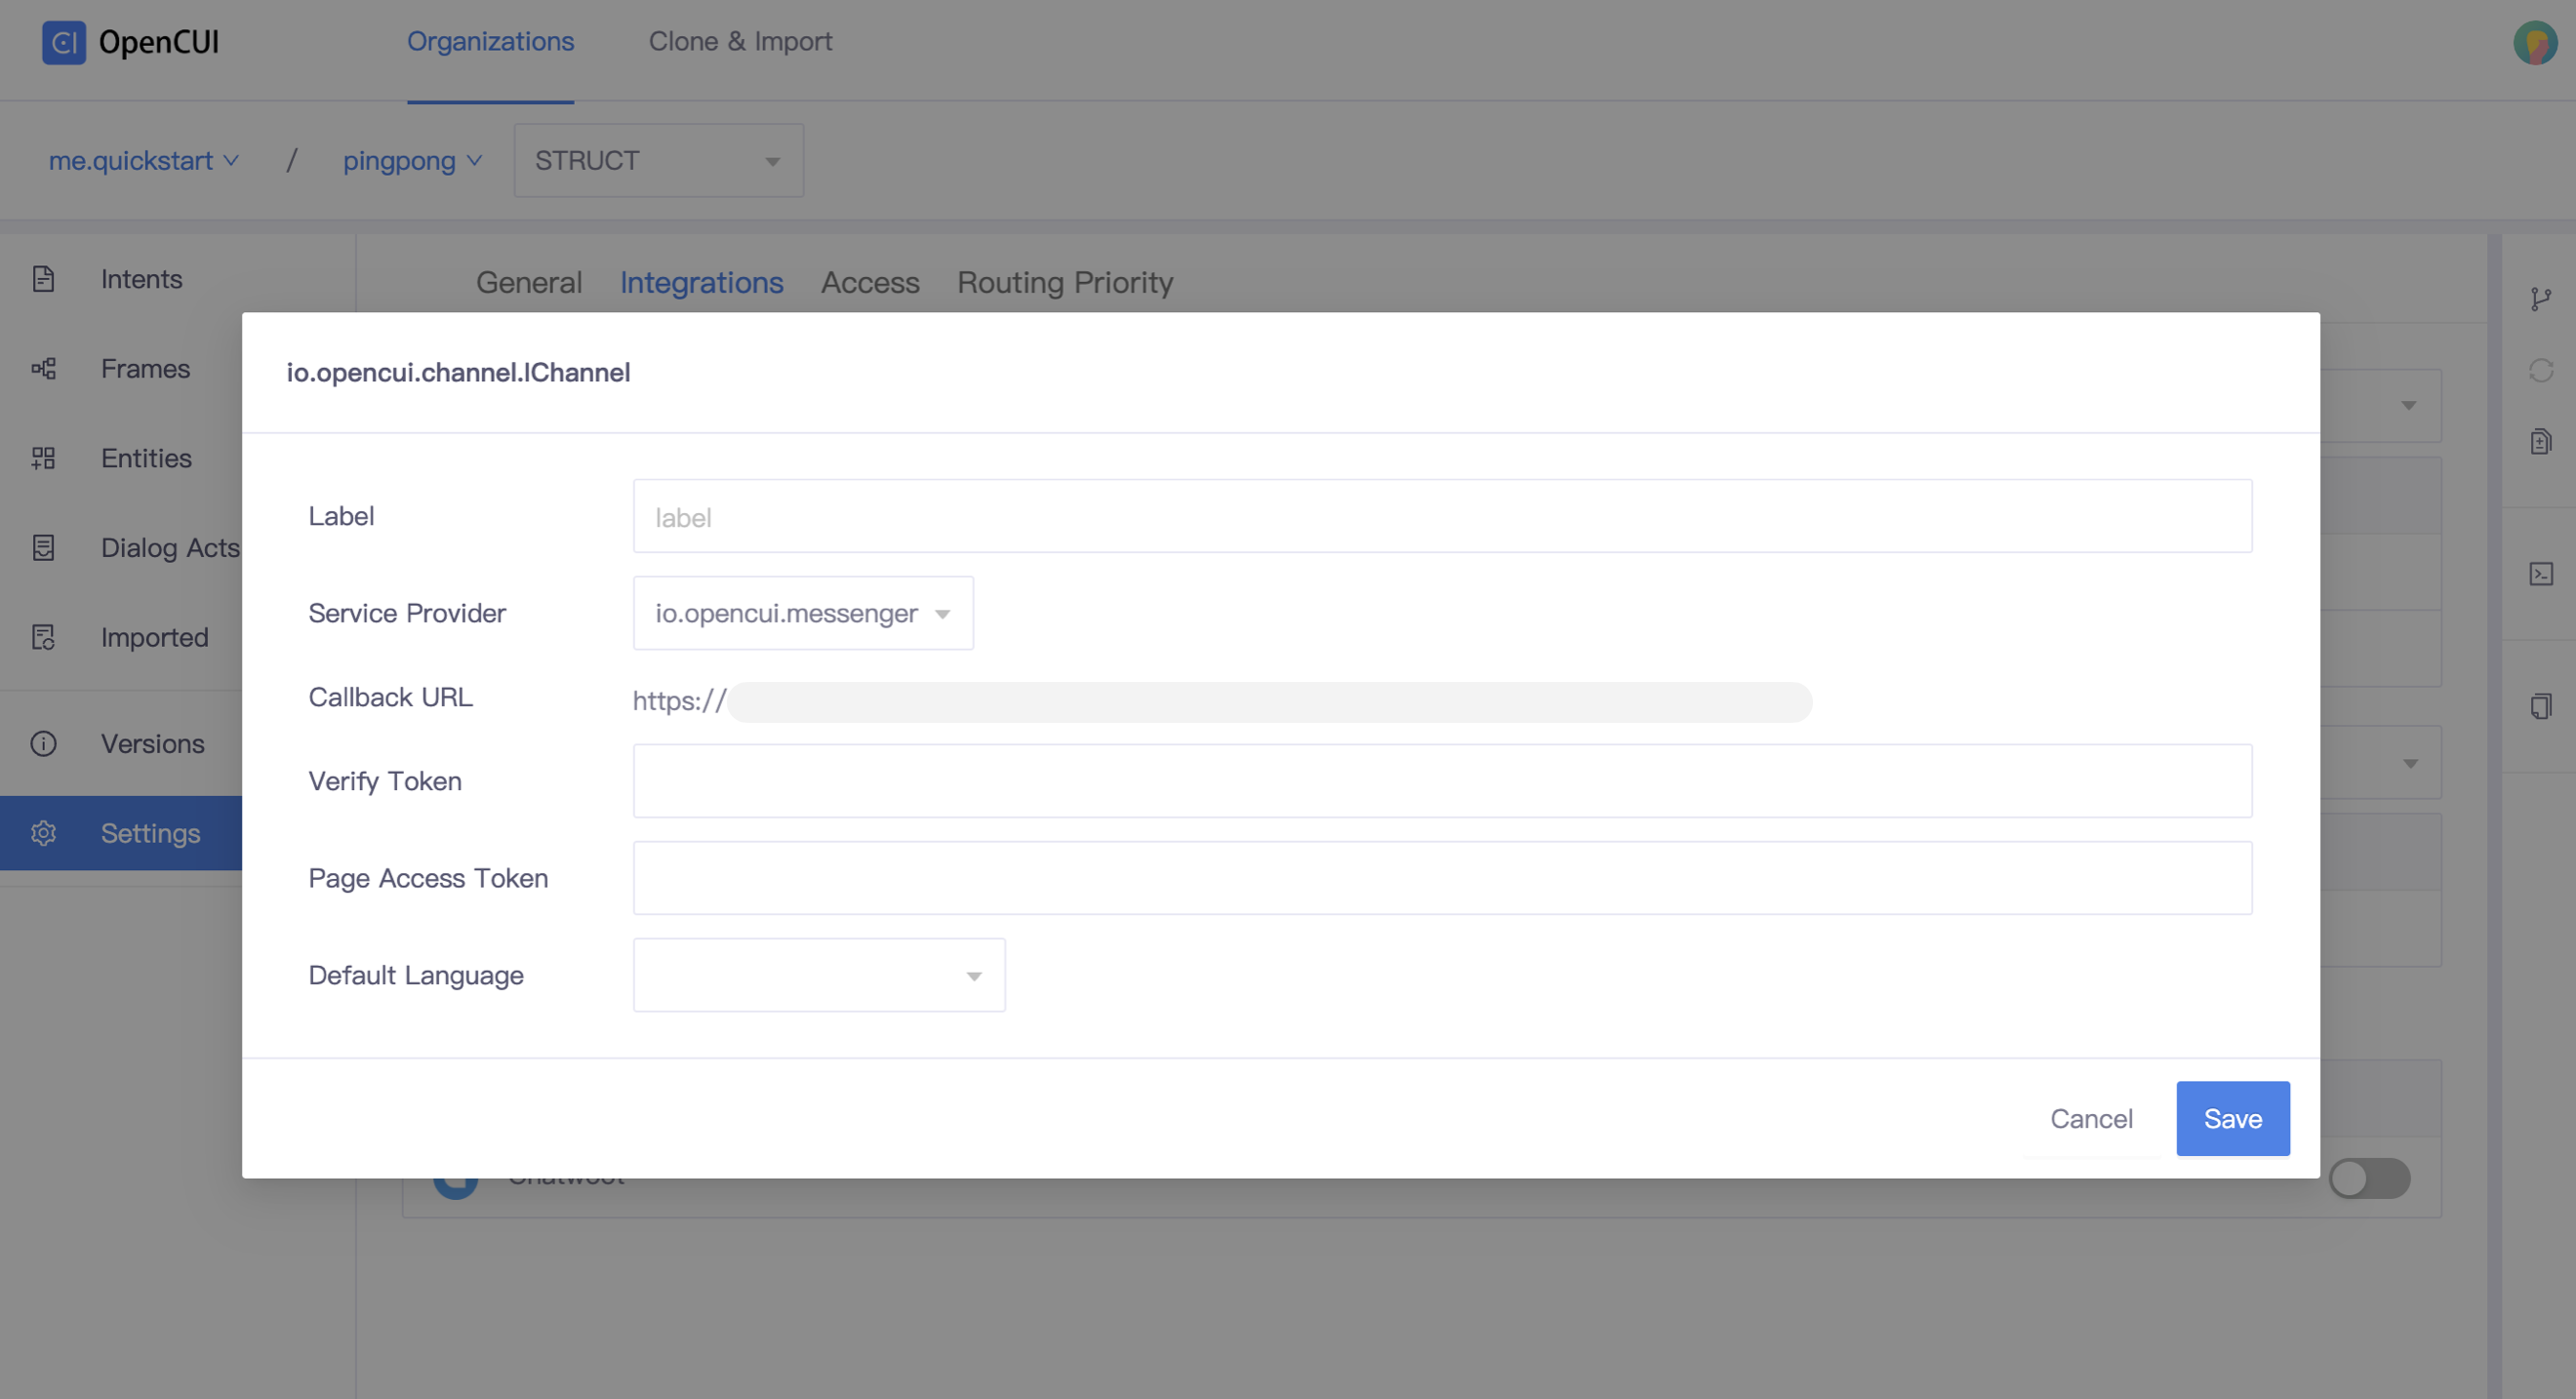 OpenCUI
Organizations
Clone & Import
me.quickstart
/
pingpong
STRUCT
Intents
Frames
Entities
Dialog Acts
Imported
Versions
Settings
General
Integrations
Access
Routing Priority
io.opencui.channel.IChannel
Label
label
Service Provider
io.opencui.messenger
Callback URL
https://
Verify Token
Page Access Token
Default Language
Cancel
Save
Chatwoot